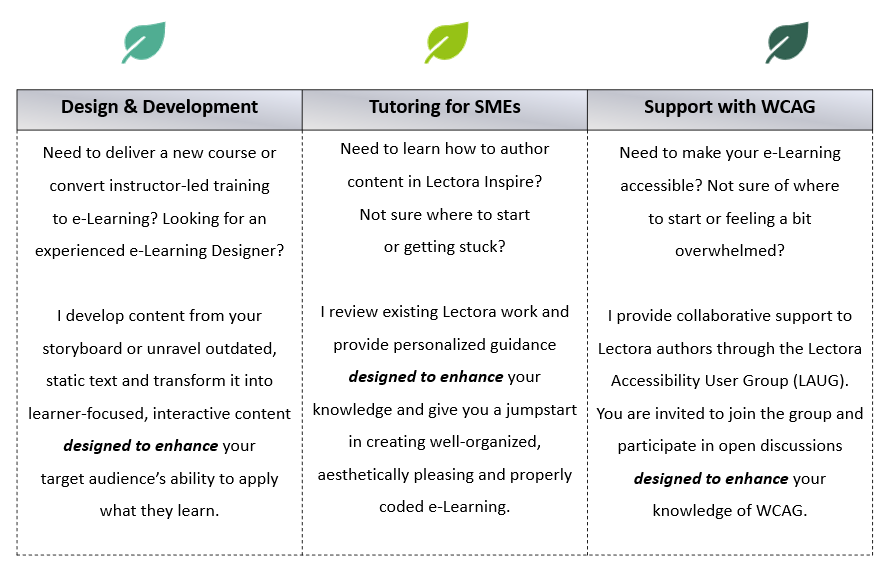 Design & Development
Need to deliver a new course or
convert instructor-led training
to e-Learning? Looking for an
experienced e-Learning Designer?
I develop content from your
storyboard or unravel outdated,
static text and transform it into
learner-focused, interactive content
designed to enhance your
target audience’s ability to apply
what they learn.
Tutoring for SMEs
Need to learn how to author
content in Lectora Inspire?
Not sure where to start
or getting stuck?
I review existing Lectora work and
provide personalized guidance
designed to enhance your
knowledge and give you a jumpstart
in creating well-organized,
aesthetically pleasing and properly
coded e-Learning.
Support with WCAG
Need to make your e-Learning
accessible? Not sure of where
to start or feeling a bit
overwhelmed?
I provide collaborative support to
Lectora authors through the Lectora
Accessibility User Group (LAUG).
You are invited to join the group and
participate in open discussions
designed to enhance your
knowledge of WCAG.